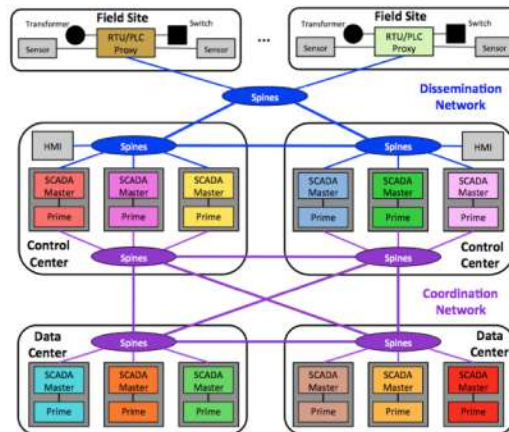 Field Site
Transformer
Switch
Sensor
RTU/PLC
Proxy
Sensor
...
Field Site
Transformer
Switch
Sensor
RTU/PLC
Proxy
Sensor
Spines
Dissemination
Network
HMI
Spines
SCADA
Master
Prime
SCADA
Master
Prime
SCADA
Master
Prime
Control
Center
Spines
Spines
HMI
SCADA
Master
Prime
SCADA
Master
Prime
SCADA
Master
Prime
Spines
Control
Center
Coordination
Network
Data
Center
Spines
SCADA
Master
Prime
SCADA
Master
Prime
SCADA
Master
Prime
Spines
Data
Center
SCADA
Master
Prime
SCADA
Master
Prime
SCADA
Master
Prime